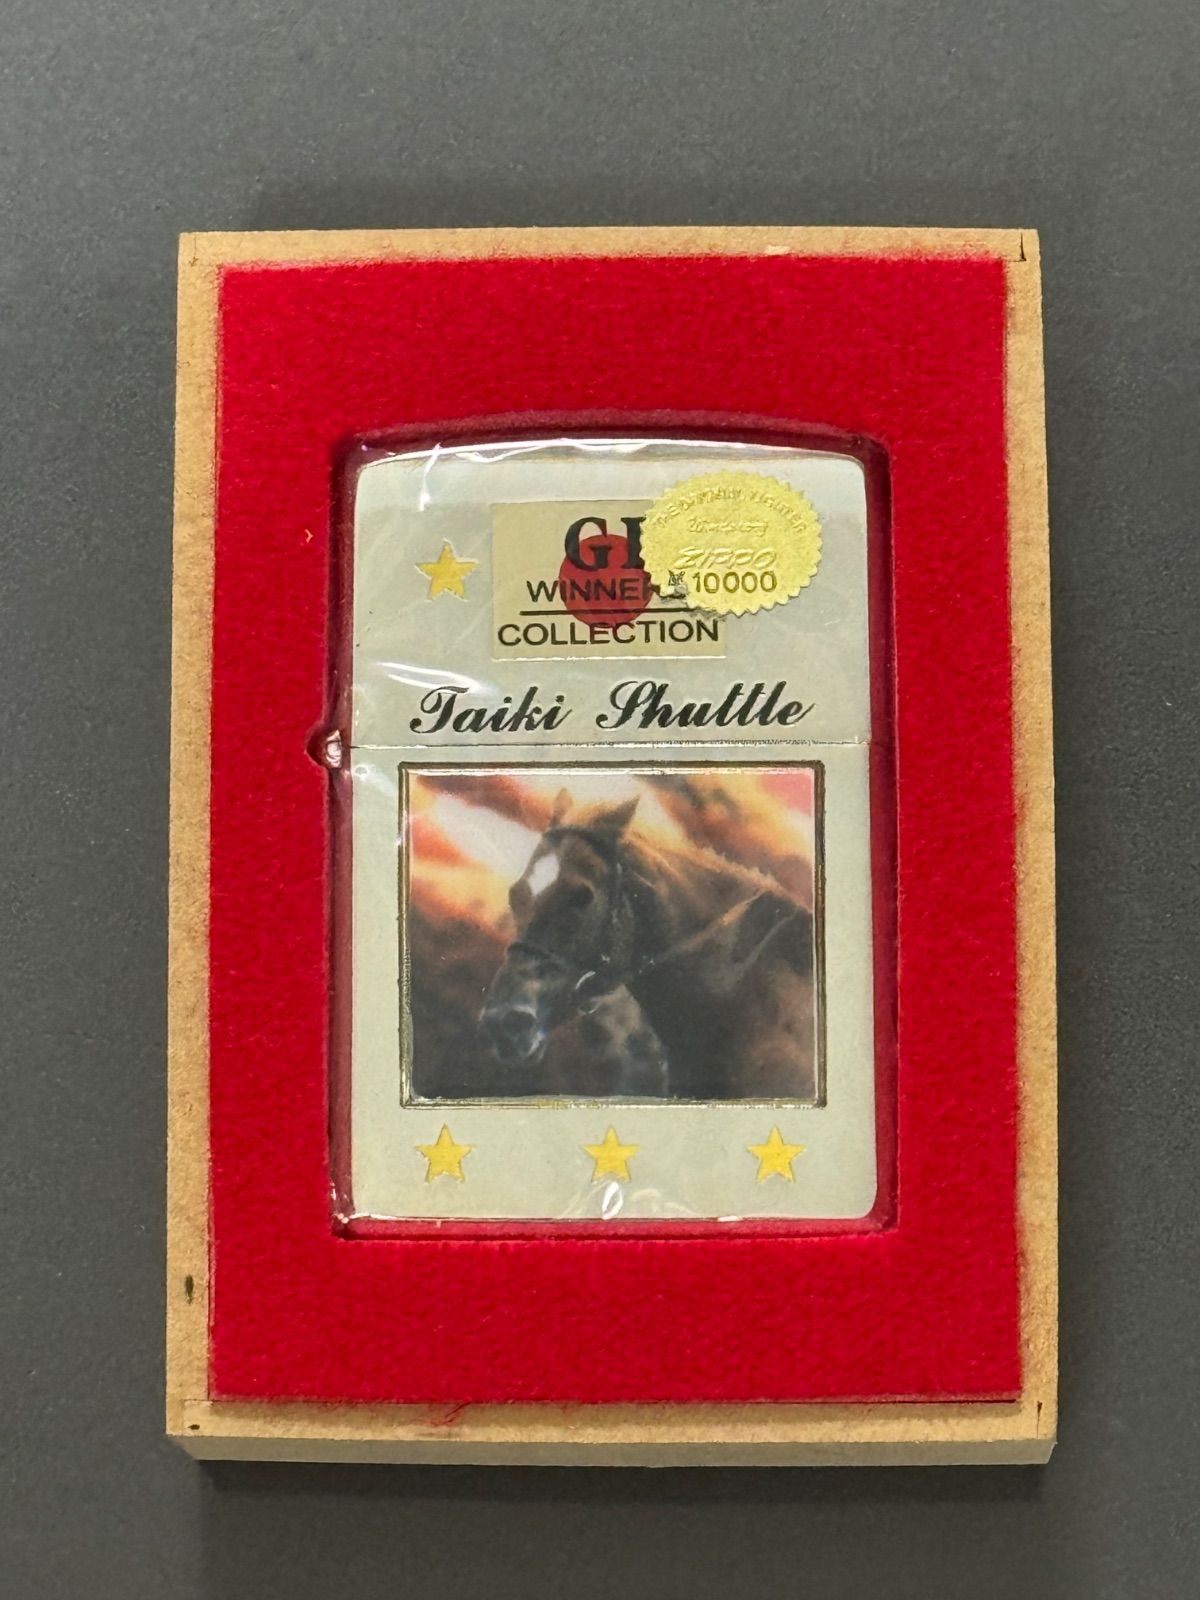 GI
WINNER
COLLECTION
ZIPPO
¥10000
Taiki Shuttle